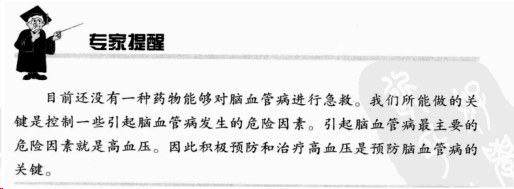 专家提醒
目前还没有一种药物能够对脑血管病进行急救。我们所能做的关
键是控制一些引起脑血管病发生的危险因素。引起脑血管病最主要的
危险因素就是高血压。因此积极预防和治疗高血压是预防脑血管病的
关键。